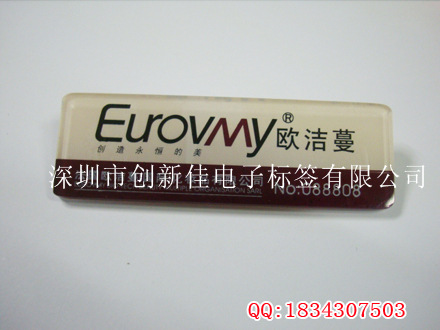 Eurovmy® 欧洁蔓
创造永恒的美
深圳市创新佳电子标签有限公司
NO:088808
QQ:1834307503